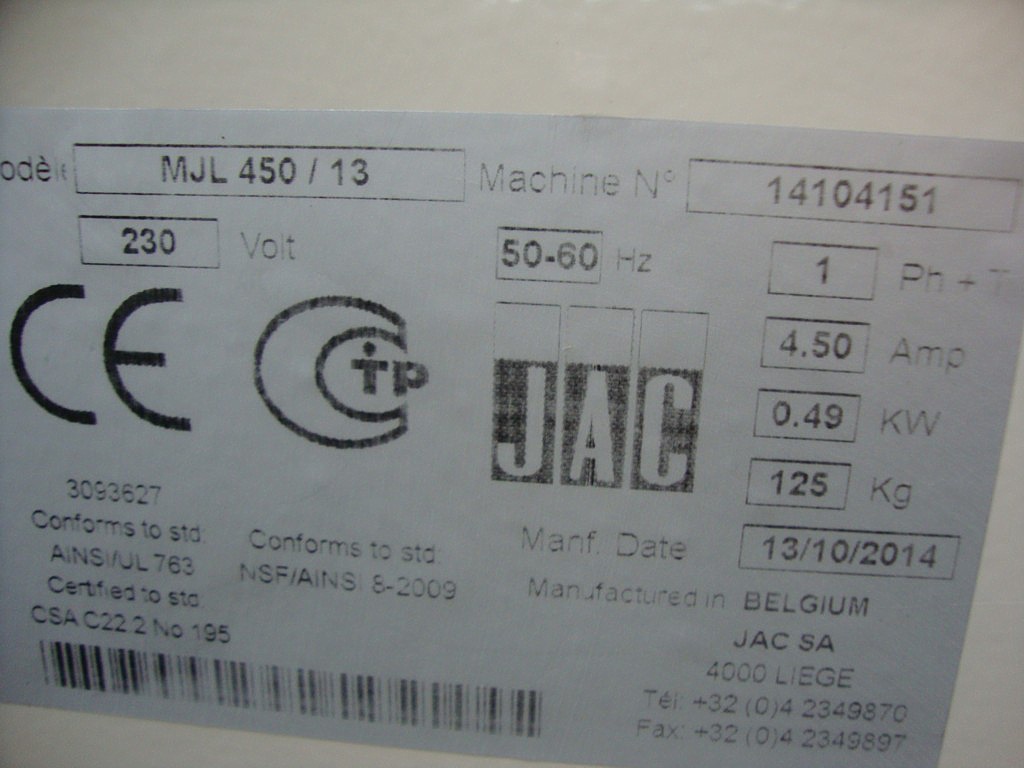 odèle MJL 450 / 13 Machine N° 14104151
230 Volt 50-60 Hz 1 Ph + T
CE CTP JAC
4.50 Amp
0.49 KW
125 Kg
3093627
Conforms to std:
AINSI/UL 763
Certified to std:
CSA C22.2 No 195
Conforms to std:
NSF/AINSI 8-2009
Manf. Date 13/10/2014
Manufactured in BELGIUM
JAC SA
4000 LIEGE
Tél: +32 (0)4 2349870
Fax: +32 (0)4 2349897